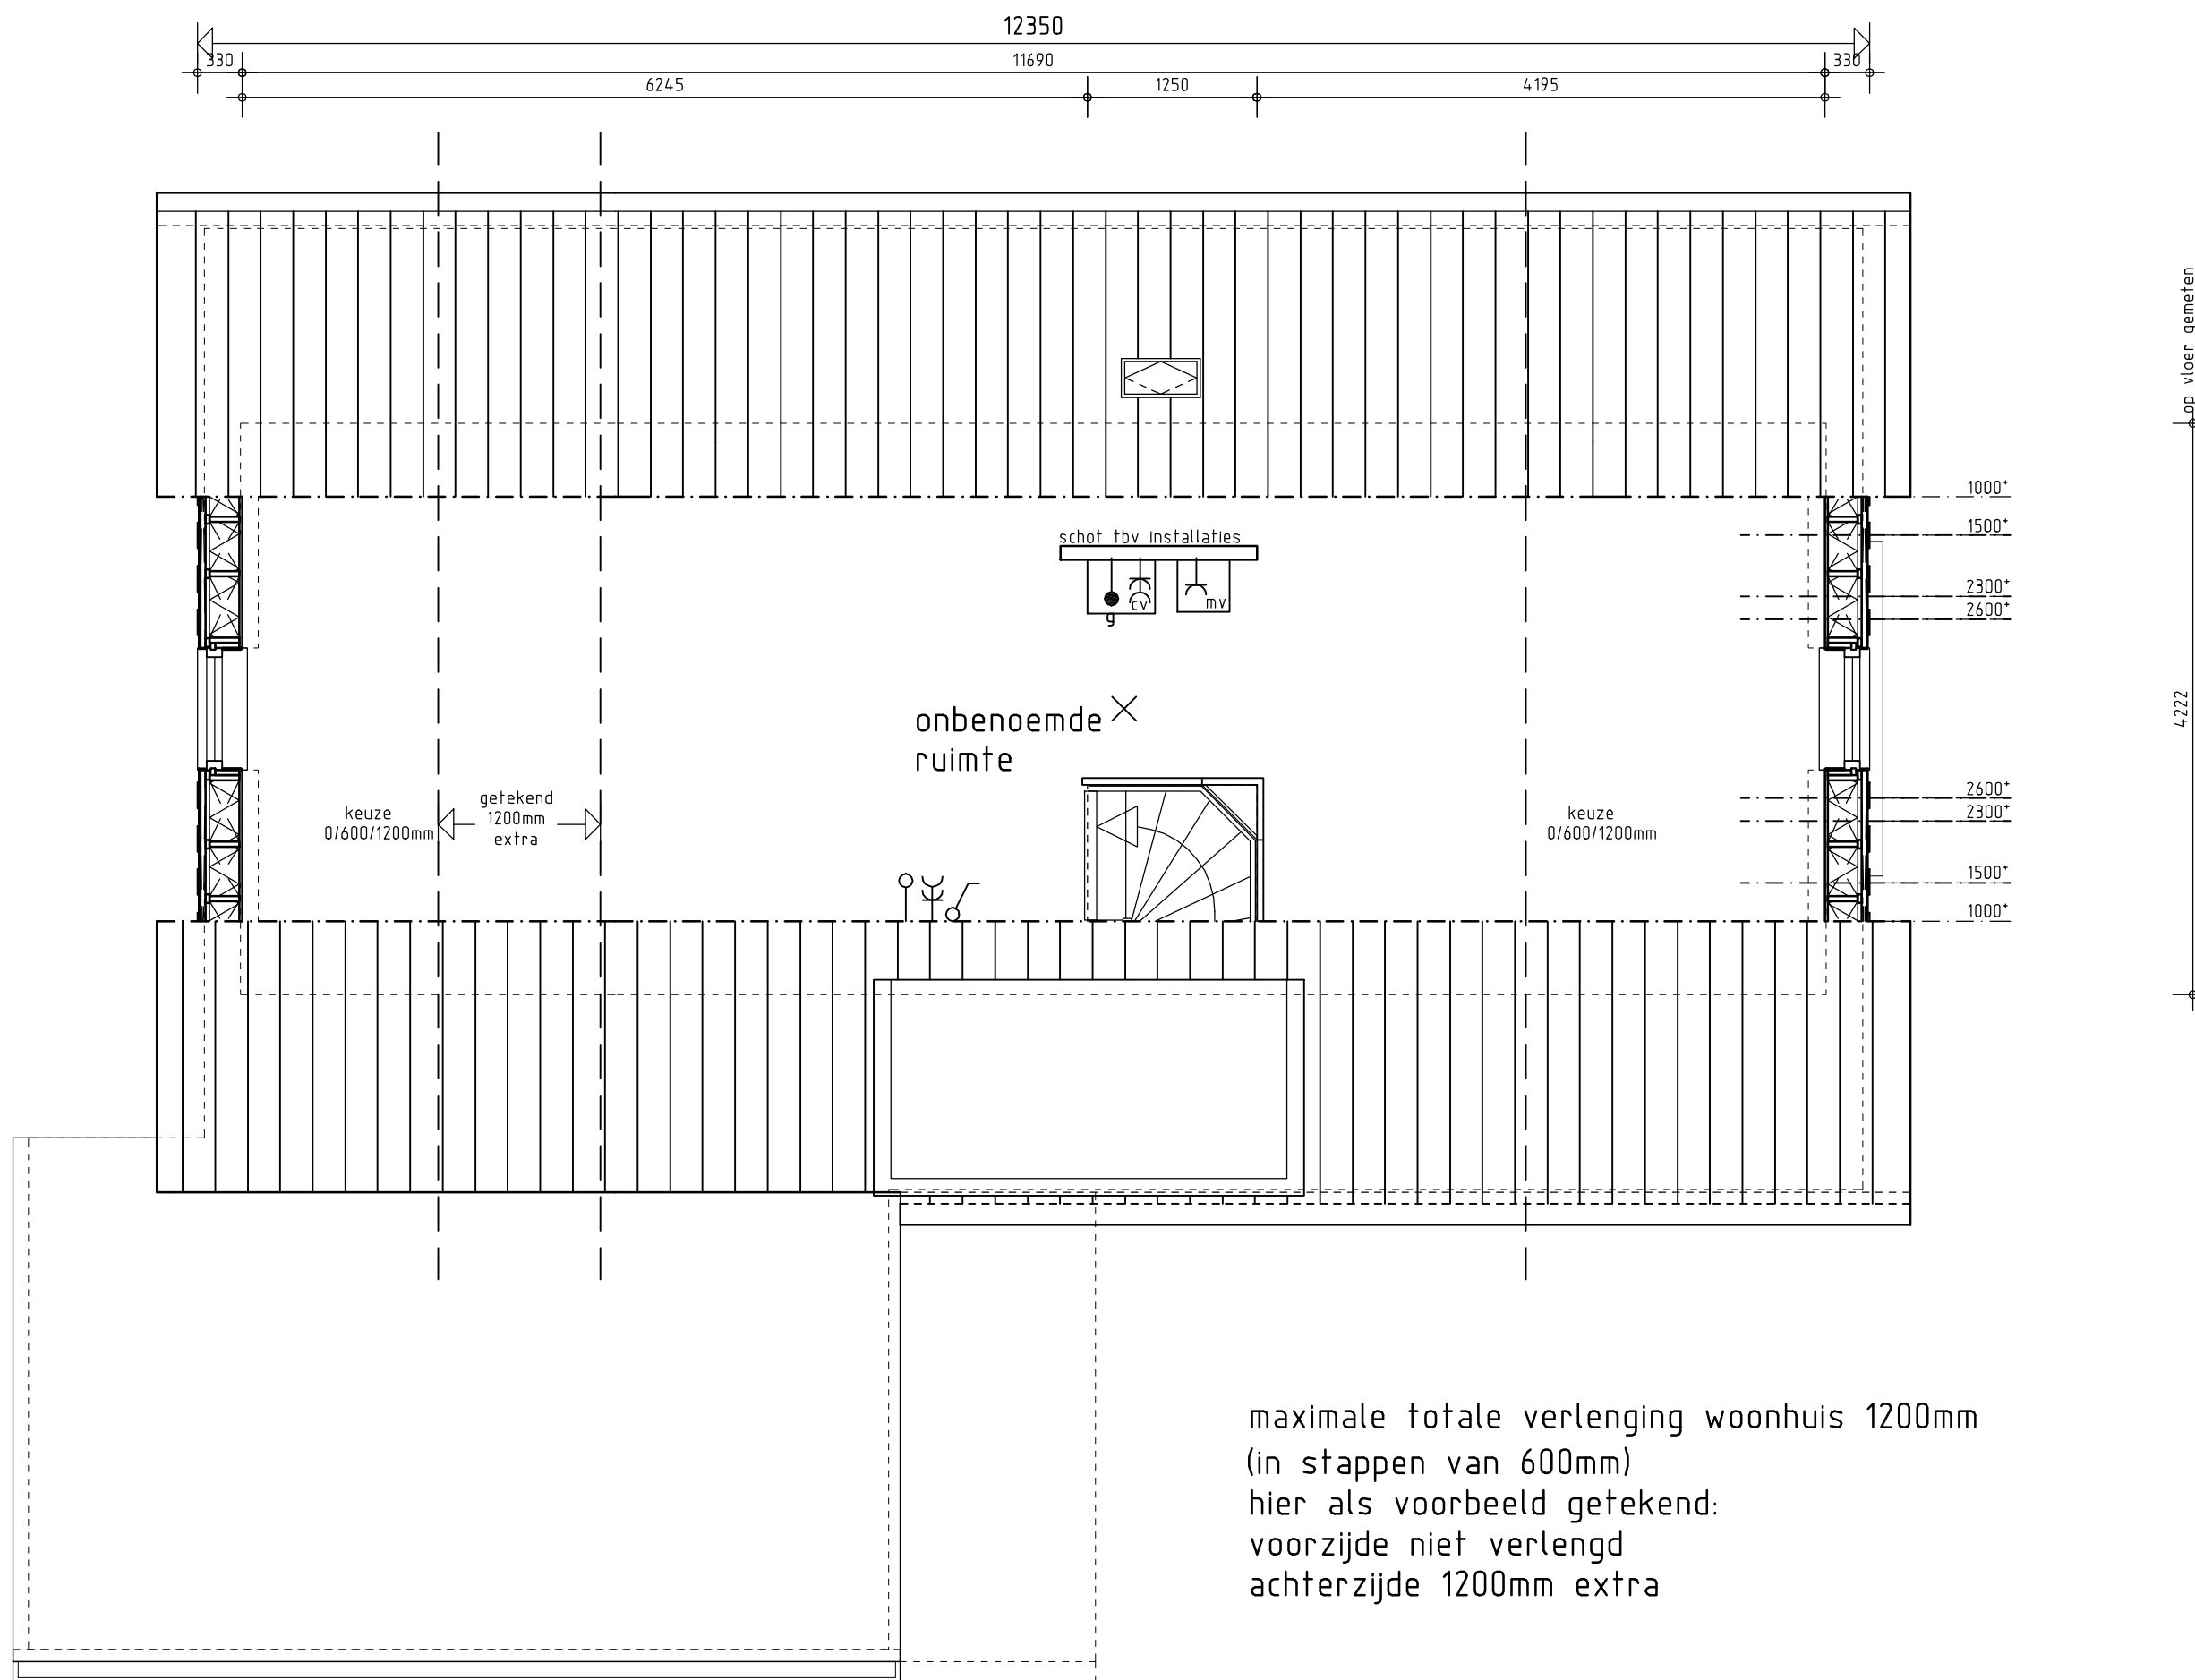 12350
330 11690 330
6245 1250 4195
op vloer gemeten
1000+
1500+
2300+
2600+
schot tbv installaties
cv
mv
g
4222
onbenoemde
ruimte
keuze
0/600/1200mm
getekend
1200mm
extra
keuze
0/600/1200mm
2600+
2300+
1500+
1000+
maximale totale verlenging woonhuis 1200mm
(in stappen van 600mm)
hier als voorbeeld getekend:
voorzijde niet verlengd
achterzijde 1200mm extra